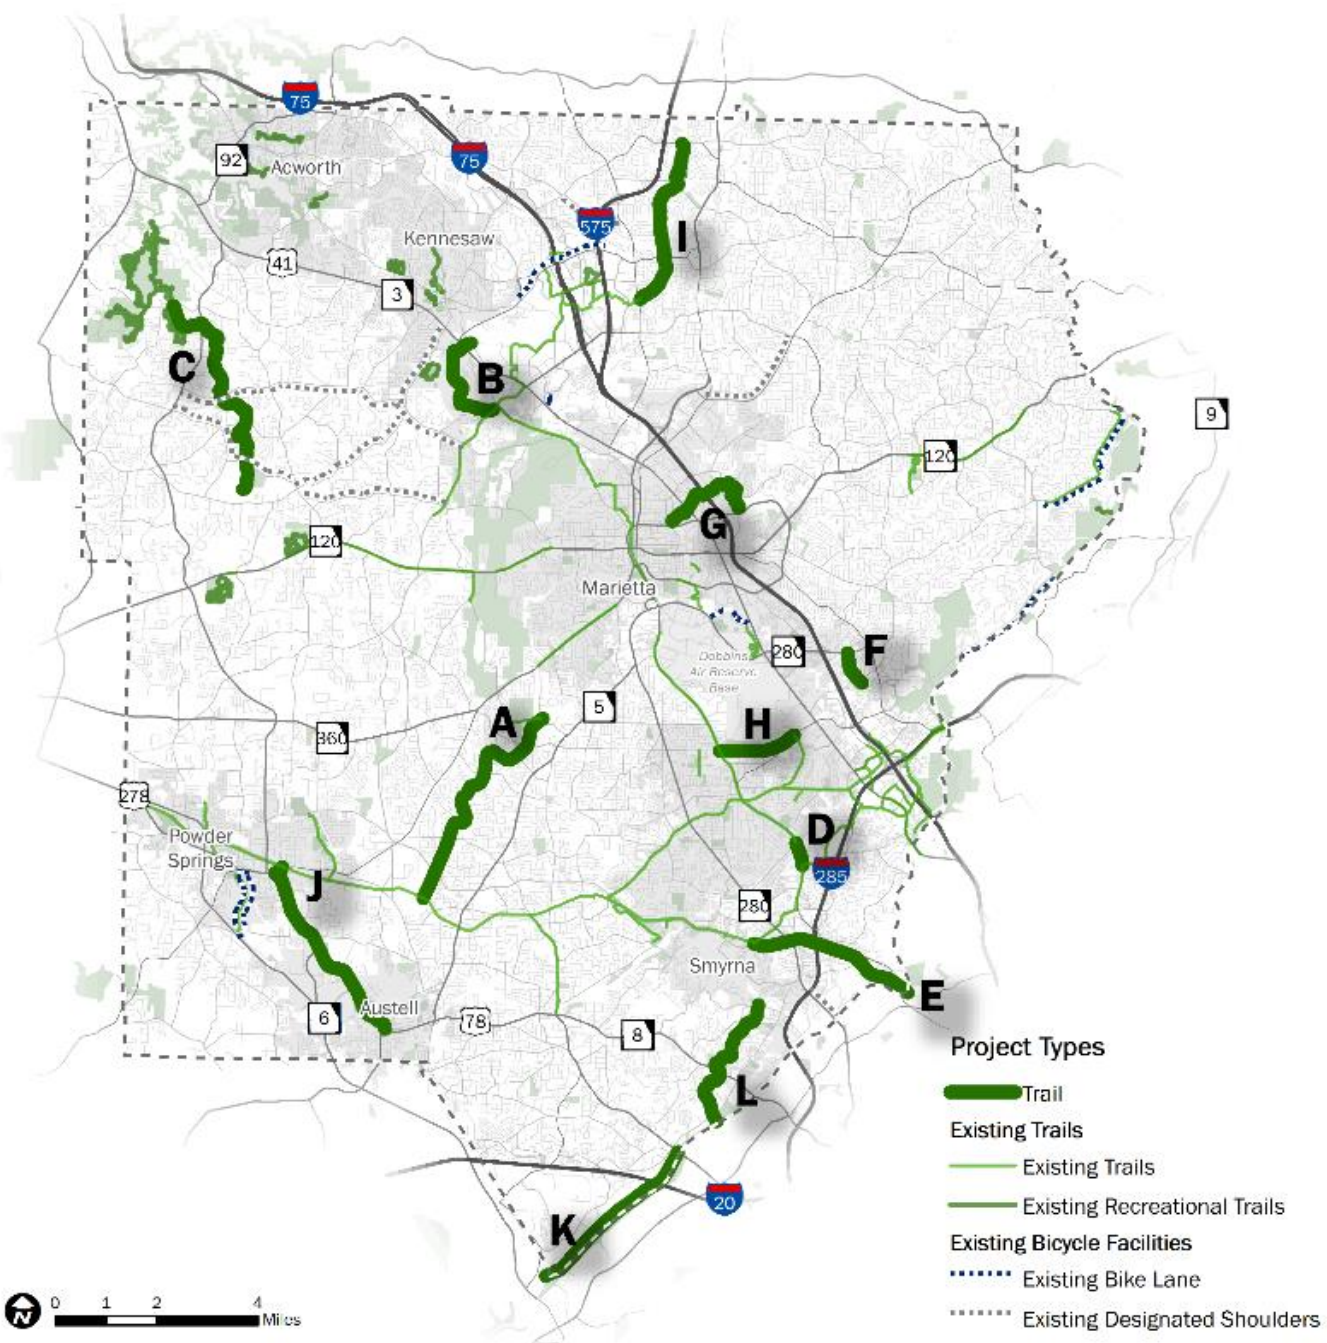 75
92
Acworth
75
575
I
Kennesaw
41
3
C
B
9
120
G
120
Marietta
280
F
Dobbins
Air Reserve
Base
5
A
H
360
278
Powder
Springs
D
285
J
280
Smyrna
E
6
Austell
78
8
L
20
K
Project Types
Trail
Existing Trails
Existing Trails
Existing Recreational Trails
Existing Bicycle Facilities
Existing Bike Lane
Existing Designated Shoulders
N
0 1 2 4
Miles